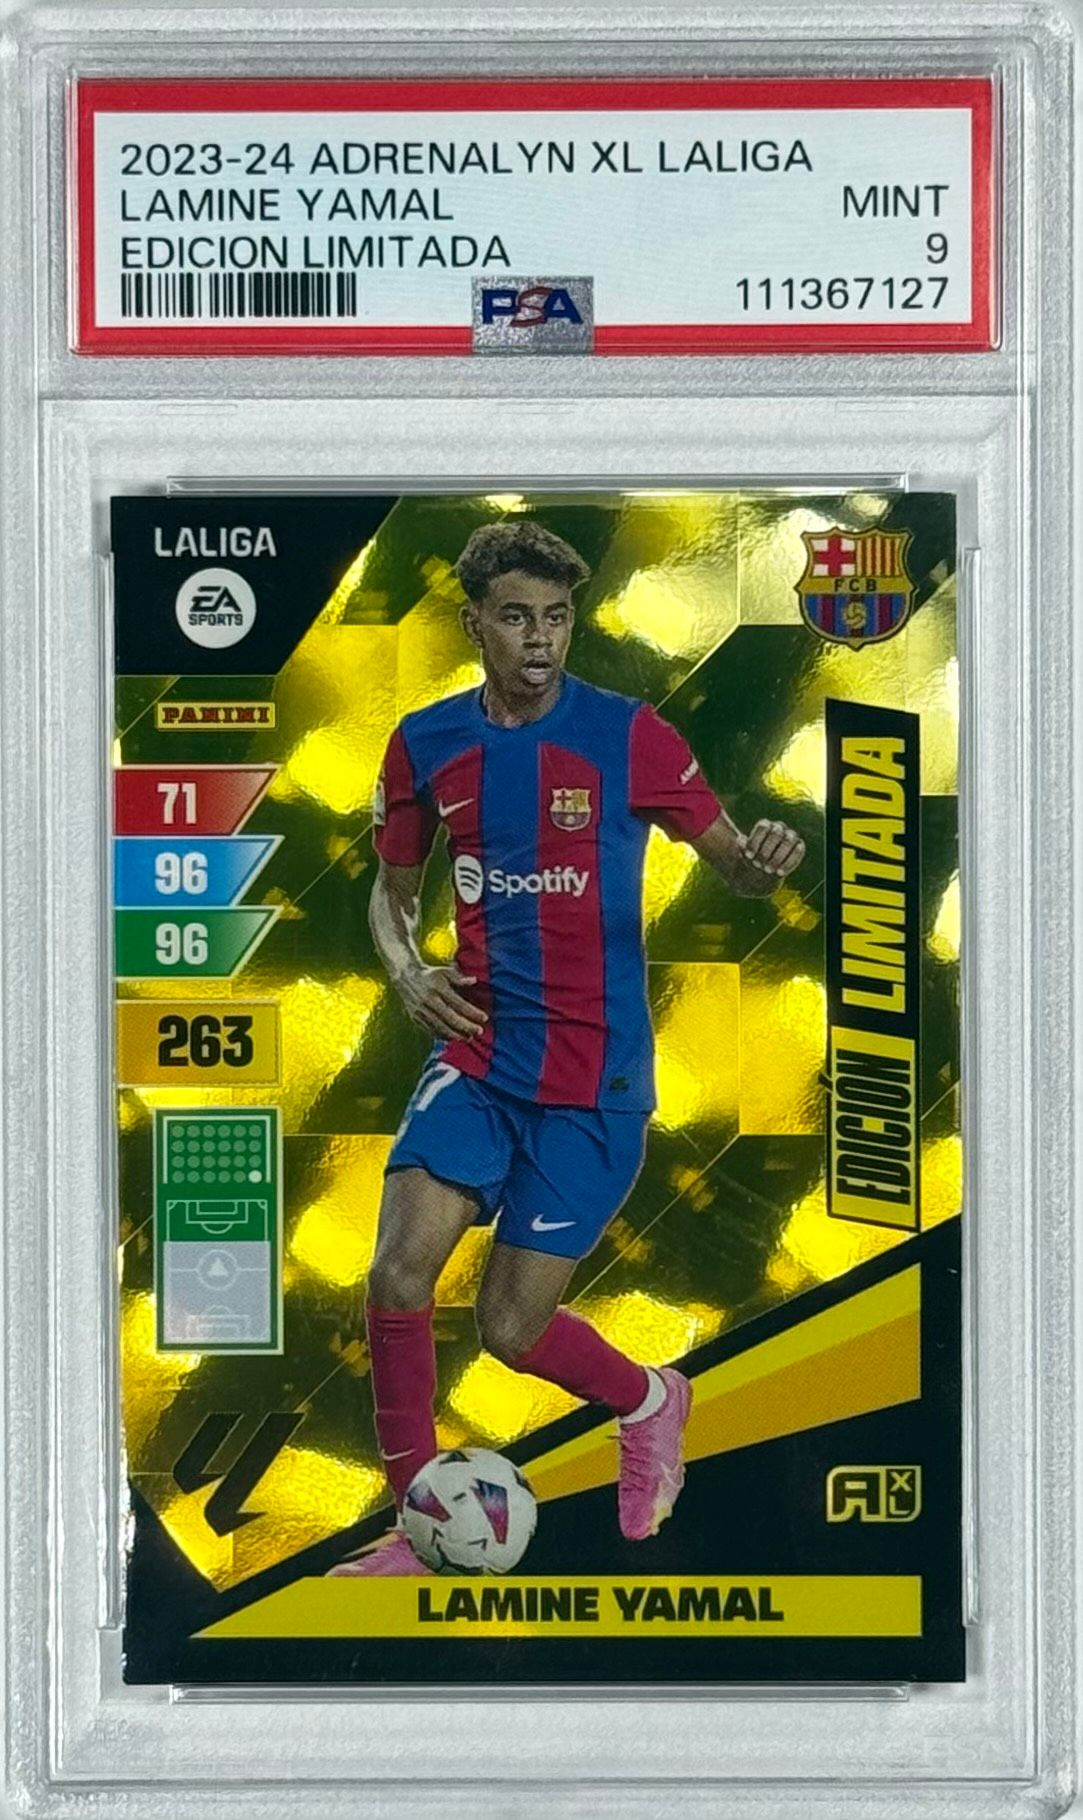 2023-24 ADRENALYN XL LALIGA
LAMINE YAMAL
MINT
EDICION LIMITADA
9
PSA
111367127
LALIGA
EA
SPORTS
FCB
PANINI
71
96
96
263
Spotify
EDICIÓN LIMITADA
AXL
LAMINE YAMAL